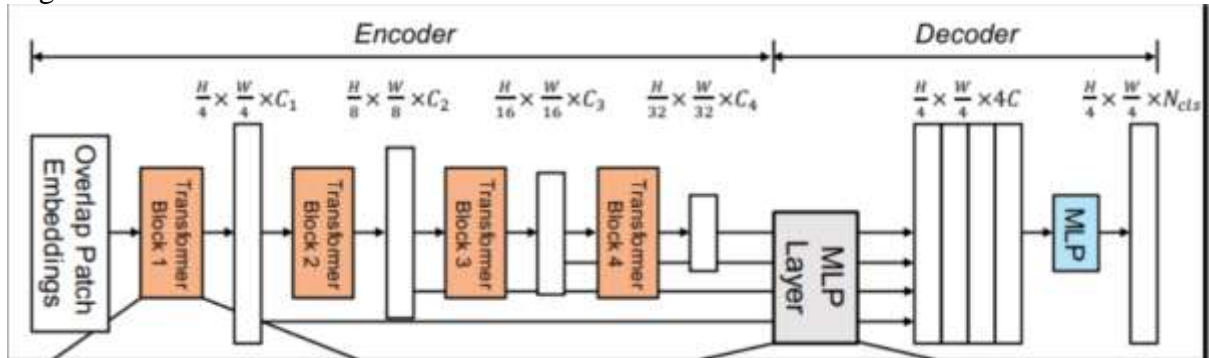 Encoder
Decoder
H/4 × W/4 × C₁
H/8 × W/8 × C₂
H/16 × W/16 × C₃
H/32 × W/32 × C₄
H/4 × W/4 × 4C
H/4 × W/4 × N_cls
Overlap Patch
Embeddings
Transformer
Block 1
Transformer
Block 2
Transformer
Block 3
Transformer
Block 4
MLP
Layer
MLP